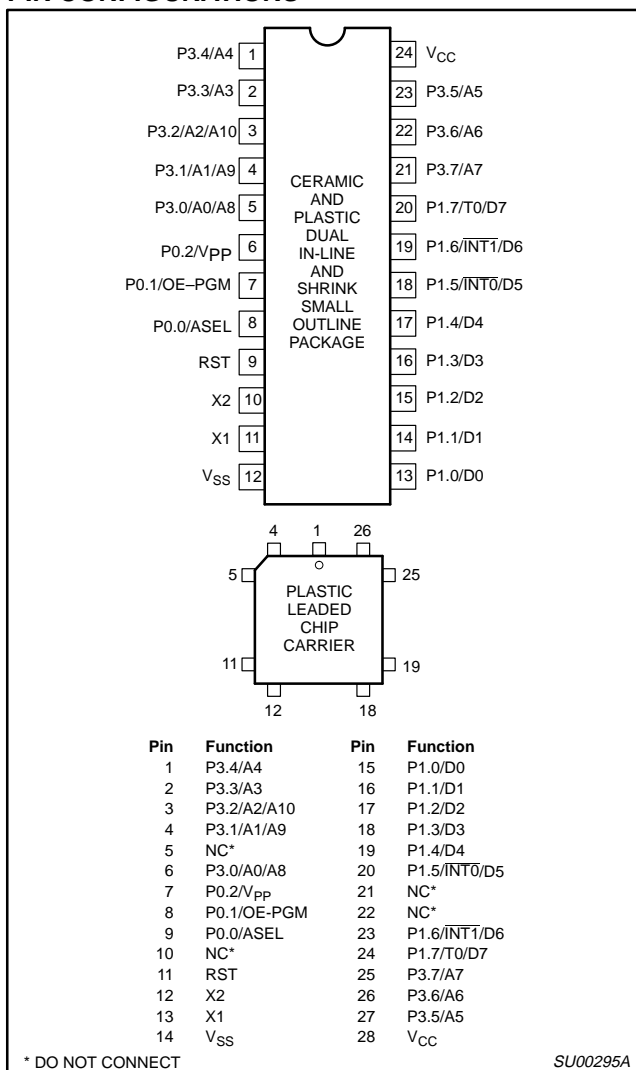 P3.4/A4 1 24 VCC
P3.3/A3 2 23 P3.5/A5
P3.2/A2/A10 3 22 P3.6/A6
P3.1/A1/A9 4 21 P3.7/A7
P3.0/A0/A8 5 20 P1.7/T0/D7
P0.2/VPP 6 19 P1.6/INT1/D6
P0.1/OE–PGM 7 18 P1.5/INT0/D5
P0.0/ASEL 8 17 P1.4/D4
RST 9 16 P1.3/D3
X2 10 15 P1.2/D2
X1 11 14 P1.1/D1
VSS 12 13 P1.0/D0
CERAMIC
AND
PLASTIC
DUAL
IN-LINE
AND
SHRINK
SMALL
OUTLINE
PACKAGE
4 1 26
5 25
PLASTIC
LEADED
CHIP
CARRIER
11 19
12 18
Pin Function Pin Function
1 P3.4/A4 15 P1.0/D0
2 P3.3/A3 16 P1.1/D1
3 P3.2/A2/A10 17 P1.2/D2
4 P3.1/A1/A9 18 P1.3/D3
5 NC* 19 P1.4/D4
6 P3.0/A0/A8 20 P1.5/INT0/D5
7 P0.2/VPP 21 NC*
8 P0.1/OE-PGM 22 NC*
9 P0.0/ASEL 23 P1.6/INT1/D6
10 NC* 24 P1.7/T0/D7
11 RST 25 P3.7/A7
12 X2 26 P3.6/A6
13 X1 27 P3.5/A5
14 VSS 28 VCC
* DO NOT CONNECT SU00295A